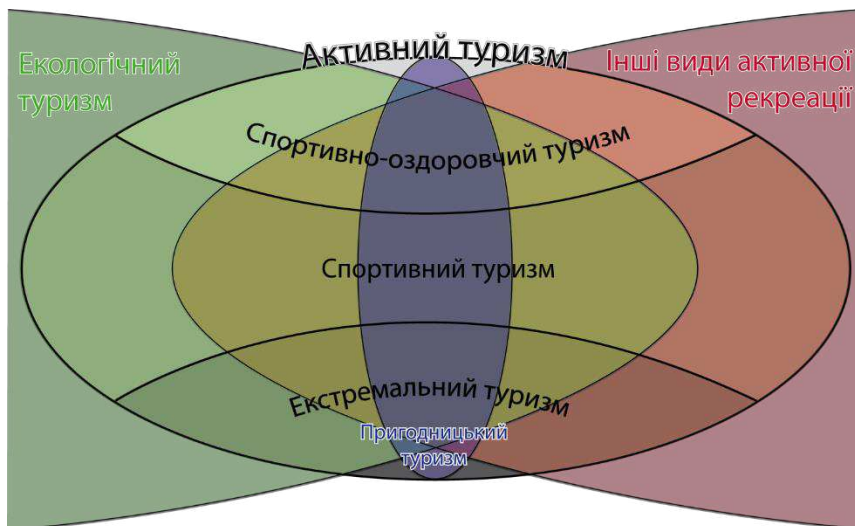 Активний туризм
Екологічний
туризм
Інші види активної
рекреації
Спортивно-оздоровчий туризм
Спортивний туризм
Екстремальний туризм
Пригодницький
туризм